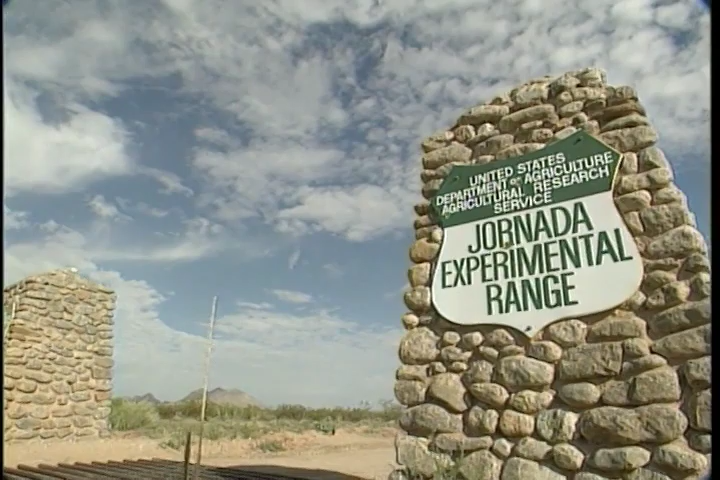 UNITED STATES
DEPARTMENT OF AGRICULTURE
AGRICULTURAL RESEARCH
SERVICE
JORNADA
EXPERIMENTAL
RANGE